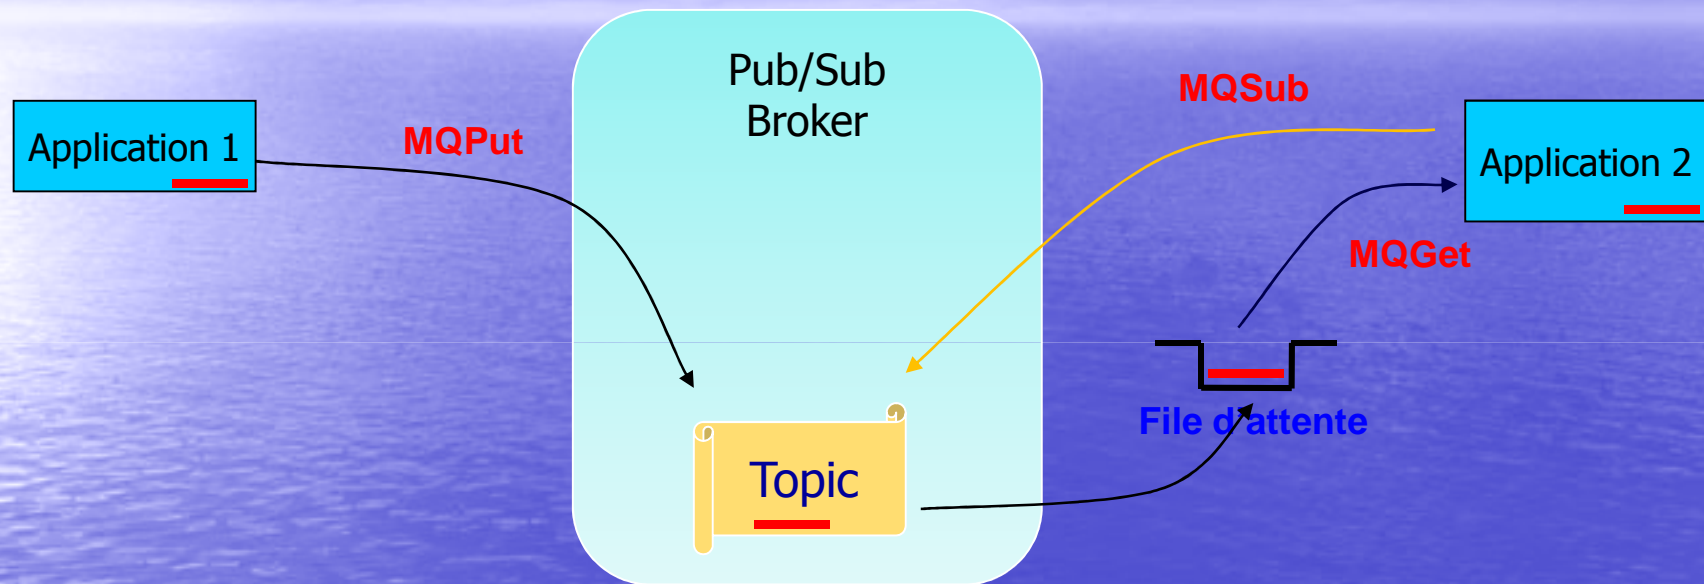 Pub/Sub
Broker
MQSub
Application 1
MQPut
Application 2
MQGet
File d'attente
Topic